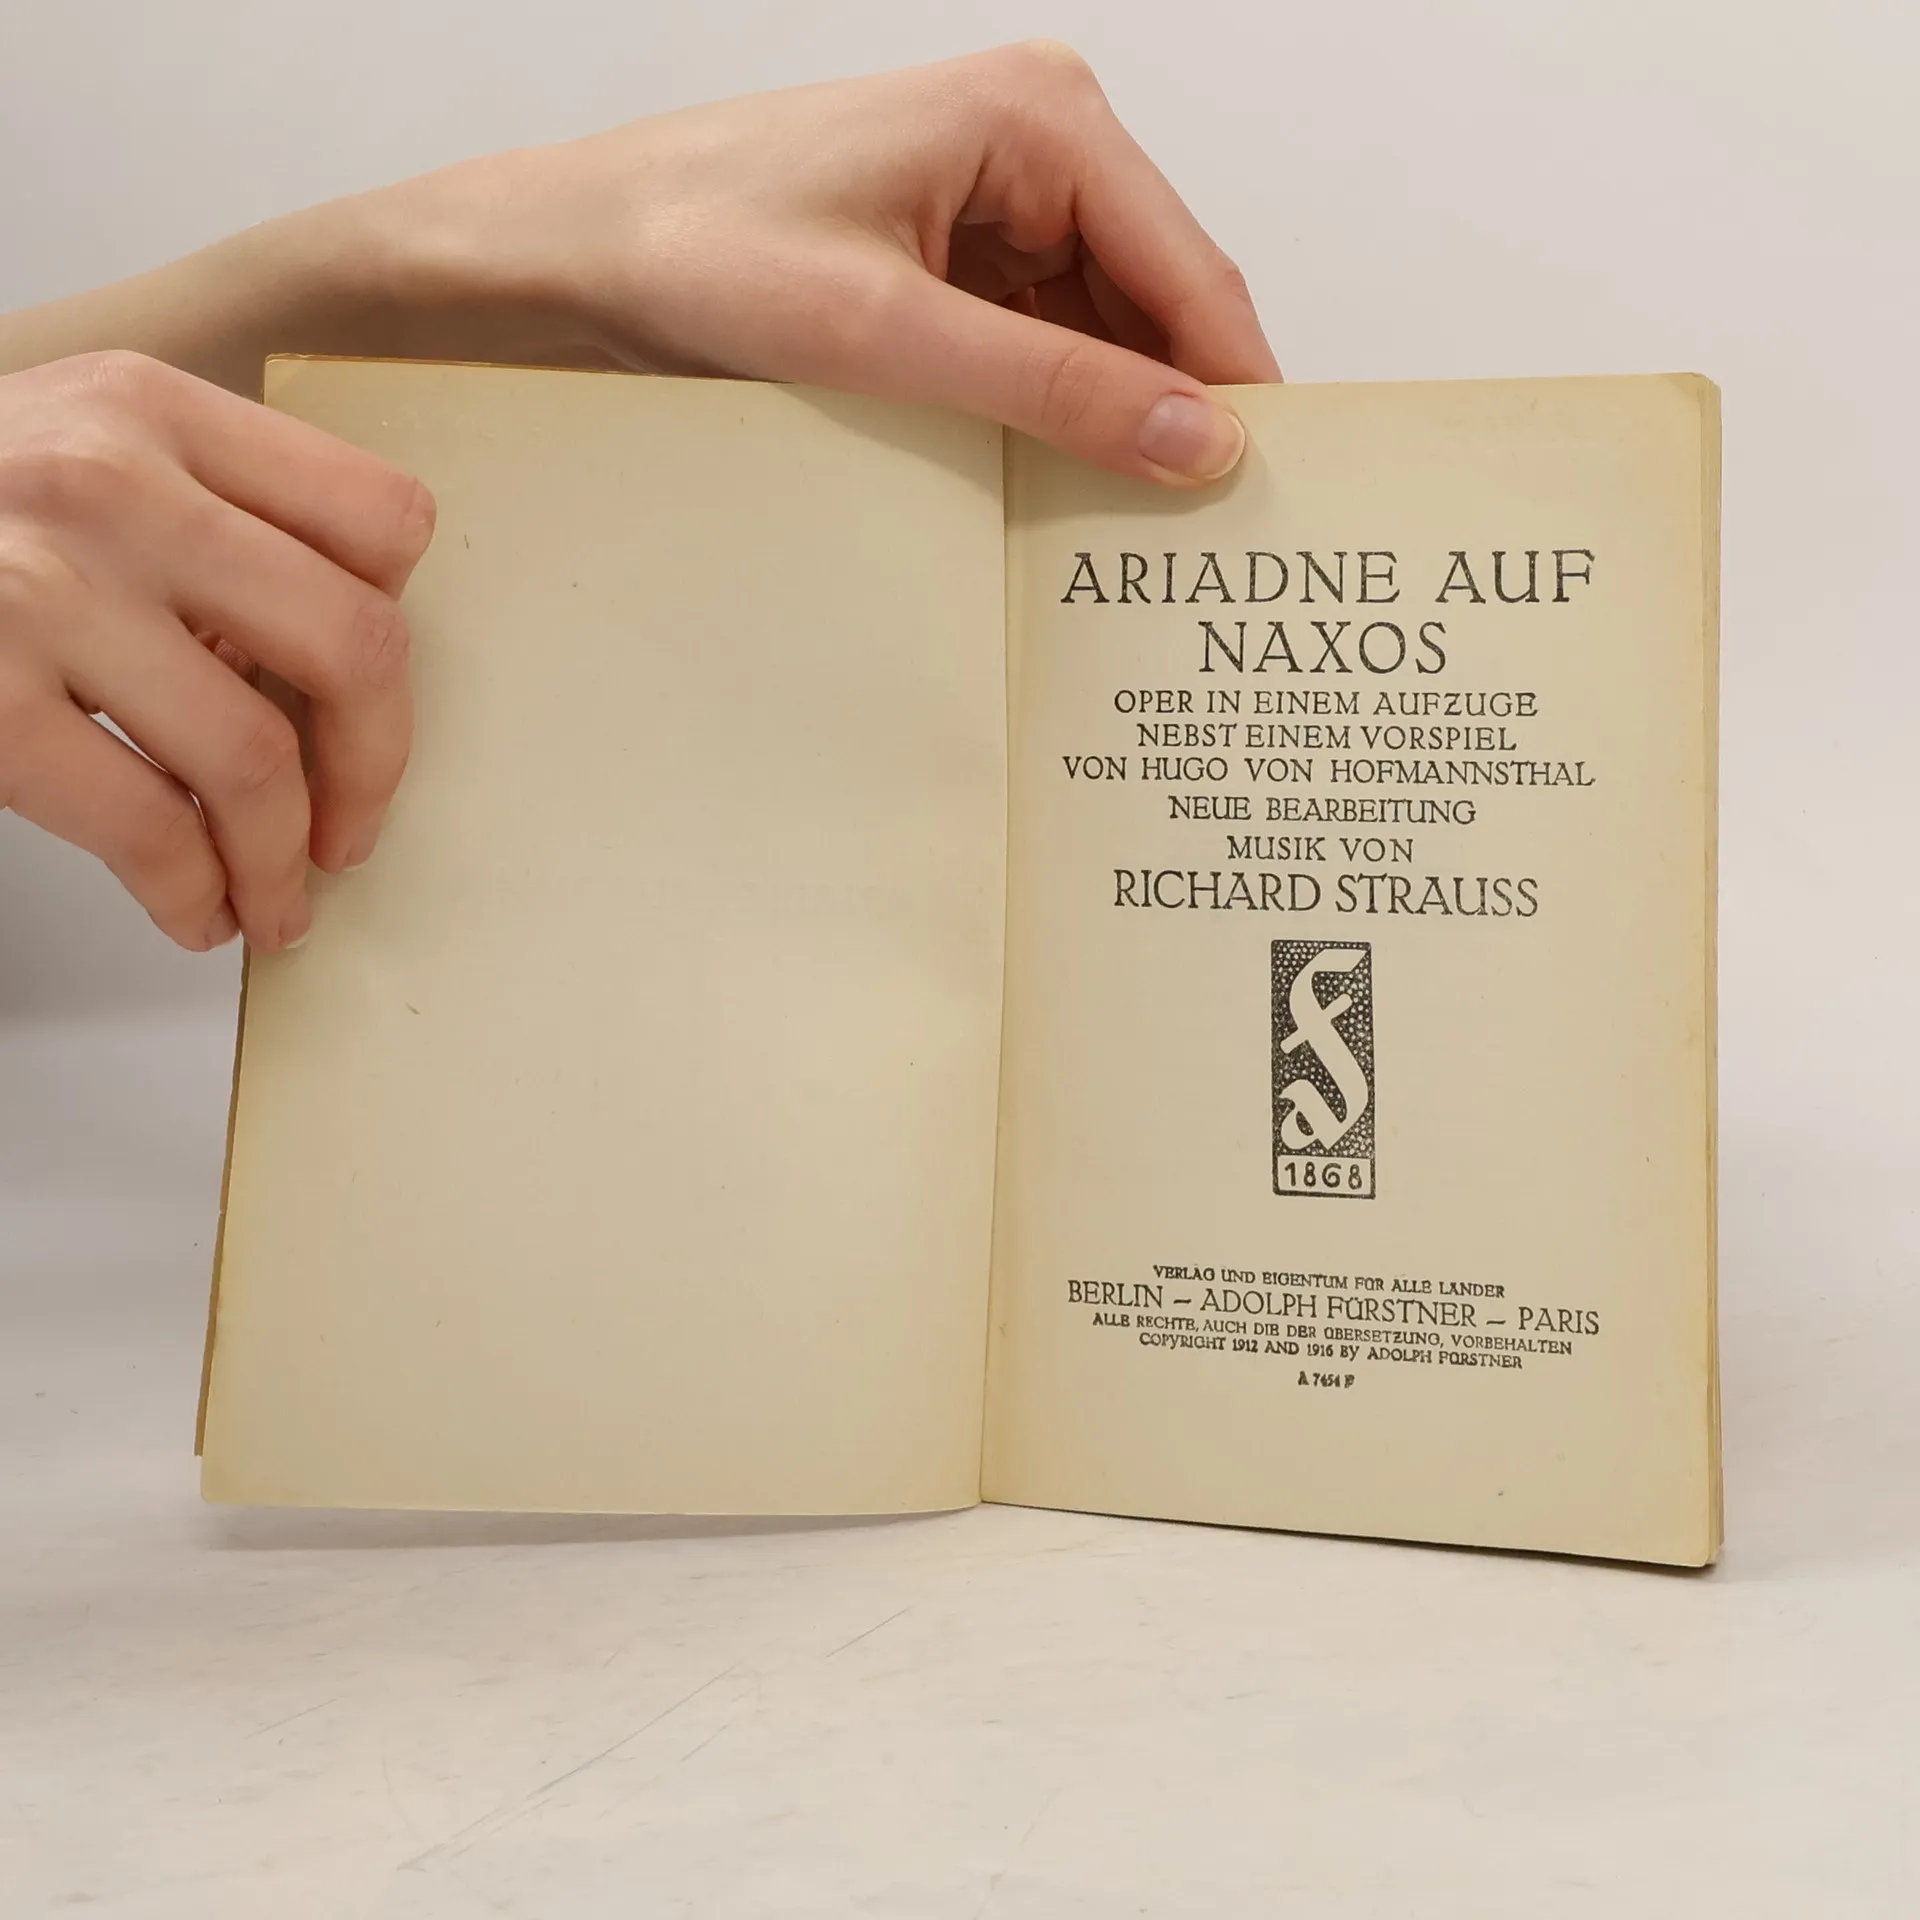 ARIADNE AUF
NAXOS
OPER IN EINEM AUFZUGE
NEBST EINEM VORSPIEL
VON HUGO VON HOFMANNSTHAL
NEUE BEARBEITUNG
MUSIK VON
RICHARD STRAUSS
af
1868
VERLAG UND EIGENTUM FÜR ALLE LÄNDER
BERLIN – ADOLPH FÜRSTNER – PARIS
ALLE RECHTE, AUCH DIE DER ÜBERSETZUNG, VORBEHALTEN
COPYRIGHT 1912 AND 1916 BY ADOLPH FÜRSTNER
A 7454 F